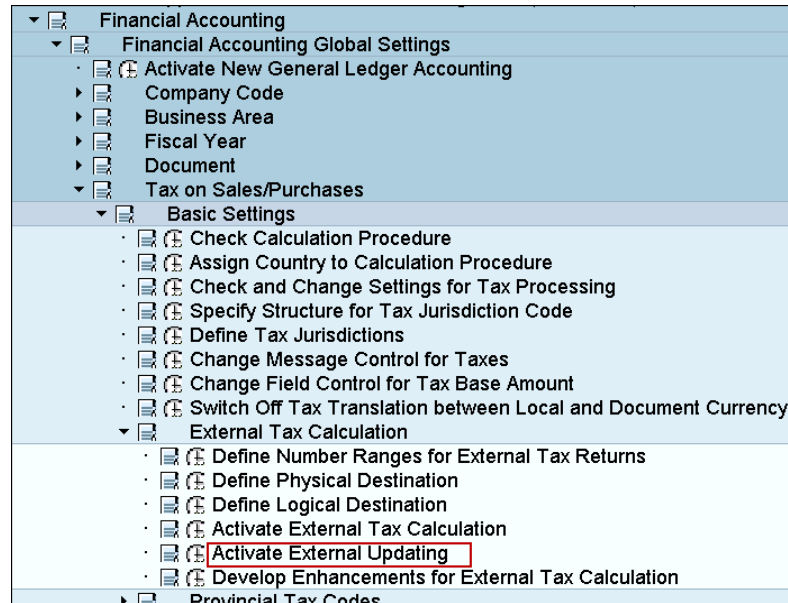 Financial Accounting
Financial Accounting Global Settings
Activate New General Ledger Accounting
Company Code
Business Area
Fiscal Year
Document
Tax on Sales/Purchases
Basic Settings
Check Calculation Procedure
Assign Country to Calculation Procedure
Check and Change Settings for Tax Processing
Specify Structure for Tax Jurisdiction Code
Define Tax Jurisdictions
Change Message Control for Taxes
Change Field Control for Tax Base Amount
Switch Off Tax Translation between Local and Document Currency
External Tax Calculation
Define Number Ranges for External Tax Returns
Define Physical Destination
Define Logical Destination
Activate External Tax Calculation
Activate External Updating
Develop Enhancements for External Tax Calculation
Provincial Tax Codes